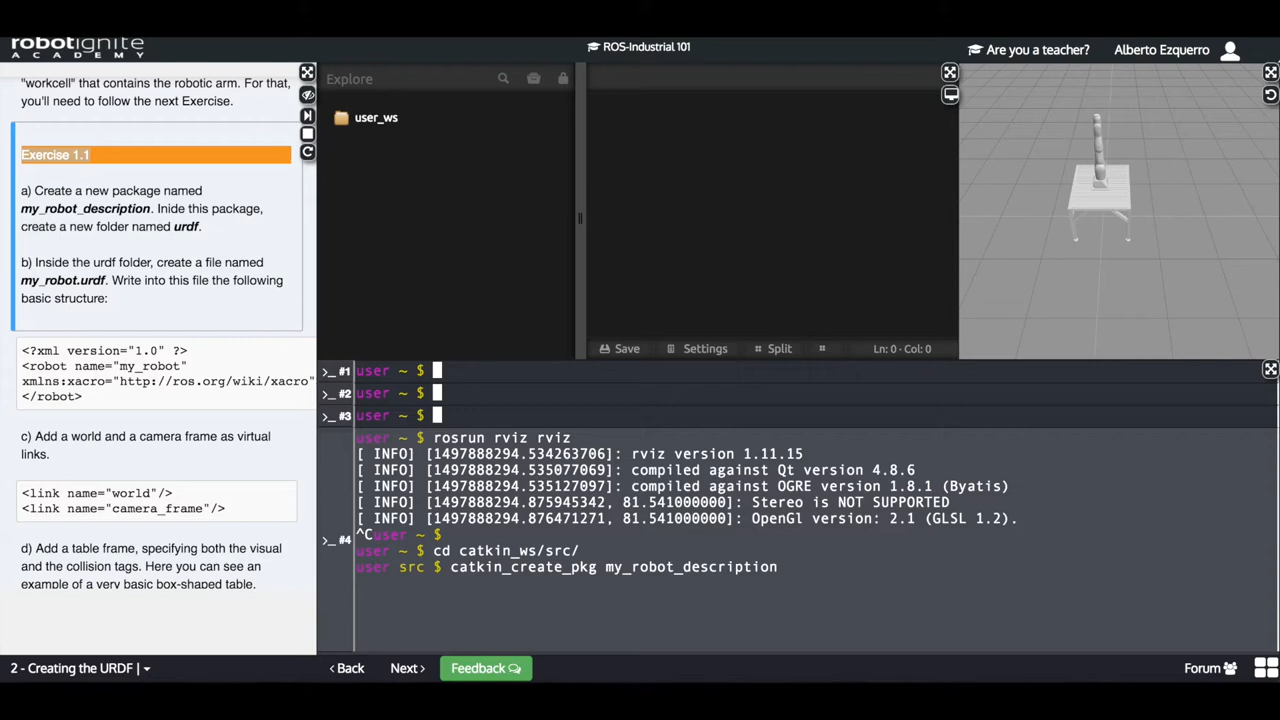 robotignite
ACADEMY
ROS-Industrial 101
Are you a teacher?
Alberto Ezquerro
"workcell" that contains the robotic arm. For that,
you'll need to follow the next Exercise.
Exercise 1.1
a) Create a new package named
my_robot_description. Inide this package,
create a new folder named urdf.
b) Inside the urdf folder, create a file named
my_robot.urdf. Write into this file the following
basic structure:
<?xml version="1.0" ?>
<robot name="my_robot"
xmlns:xacro="http://ros.org/wiki/xacro"
</robot>
c) Add a world and a camera frame as virtual
links.
<link name="world"/>
<link name="camera_frame"/>
d) Add a table frame, specifying both the visual
and the collision tags. Here you can see an
example of a very basic box-shaped table.
Explore
user_ws
Save
Settings
Split
Ln: 0 · Col: 0
>_ #1 user ~ $
>_ #2 user ~ $
>_ #3 user ~ $
user ~ $ rosrun rviz rviz
[ INFO] [1497888294.534263706]: rviz version 1.11.15
[ INFO] [1497888294.535077069]: compiled against Qt version 4.8.6
[ INFO] [1497888294.535127097]: compiled against OGRE version 1.8.1 (Byatis)
[ INFO] [1497888294.875945342, 81.541000000]: Stereo is NOT SUPPORTED
[ INFO] [1497888294.876471271, 81.541000000]: OpenGl version: 2.1 (GLSL 1.2).
>_ #4 ^Cuser ~ $
user ~ $ cd catkin_ws/src/
user src $ catkin_create_pkg my_robot_description
2 - Creating the URDF |
Back
Next
Feedback
Forum